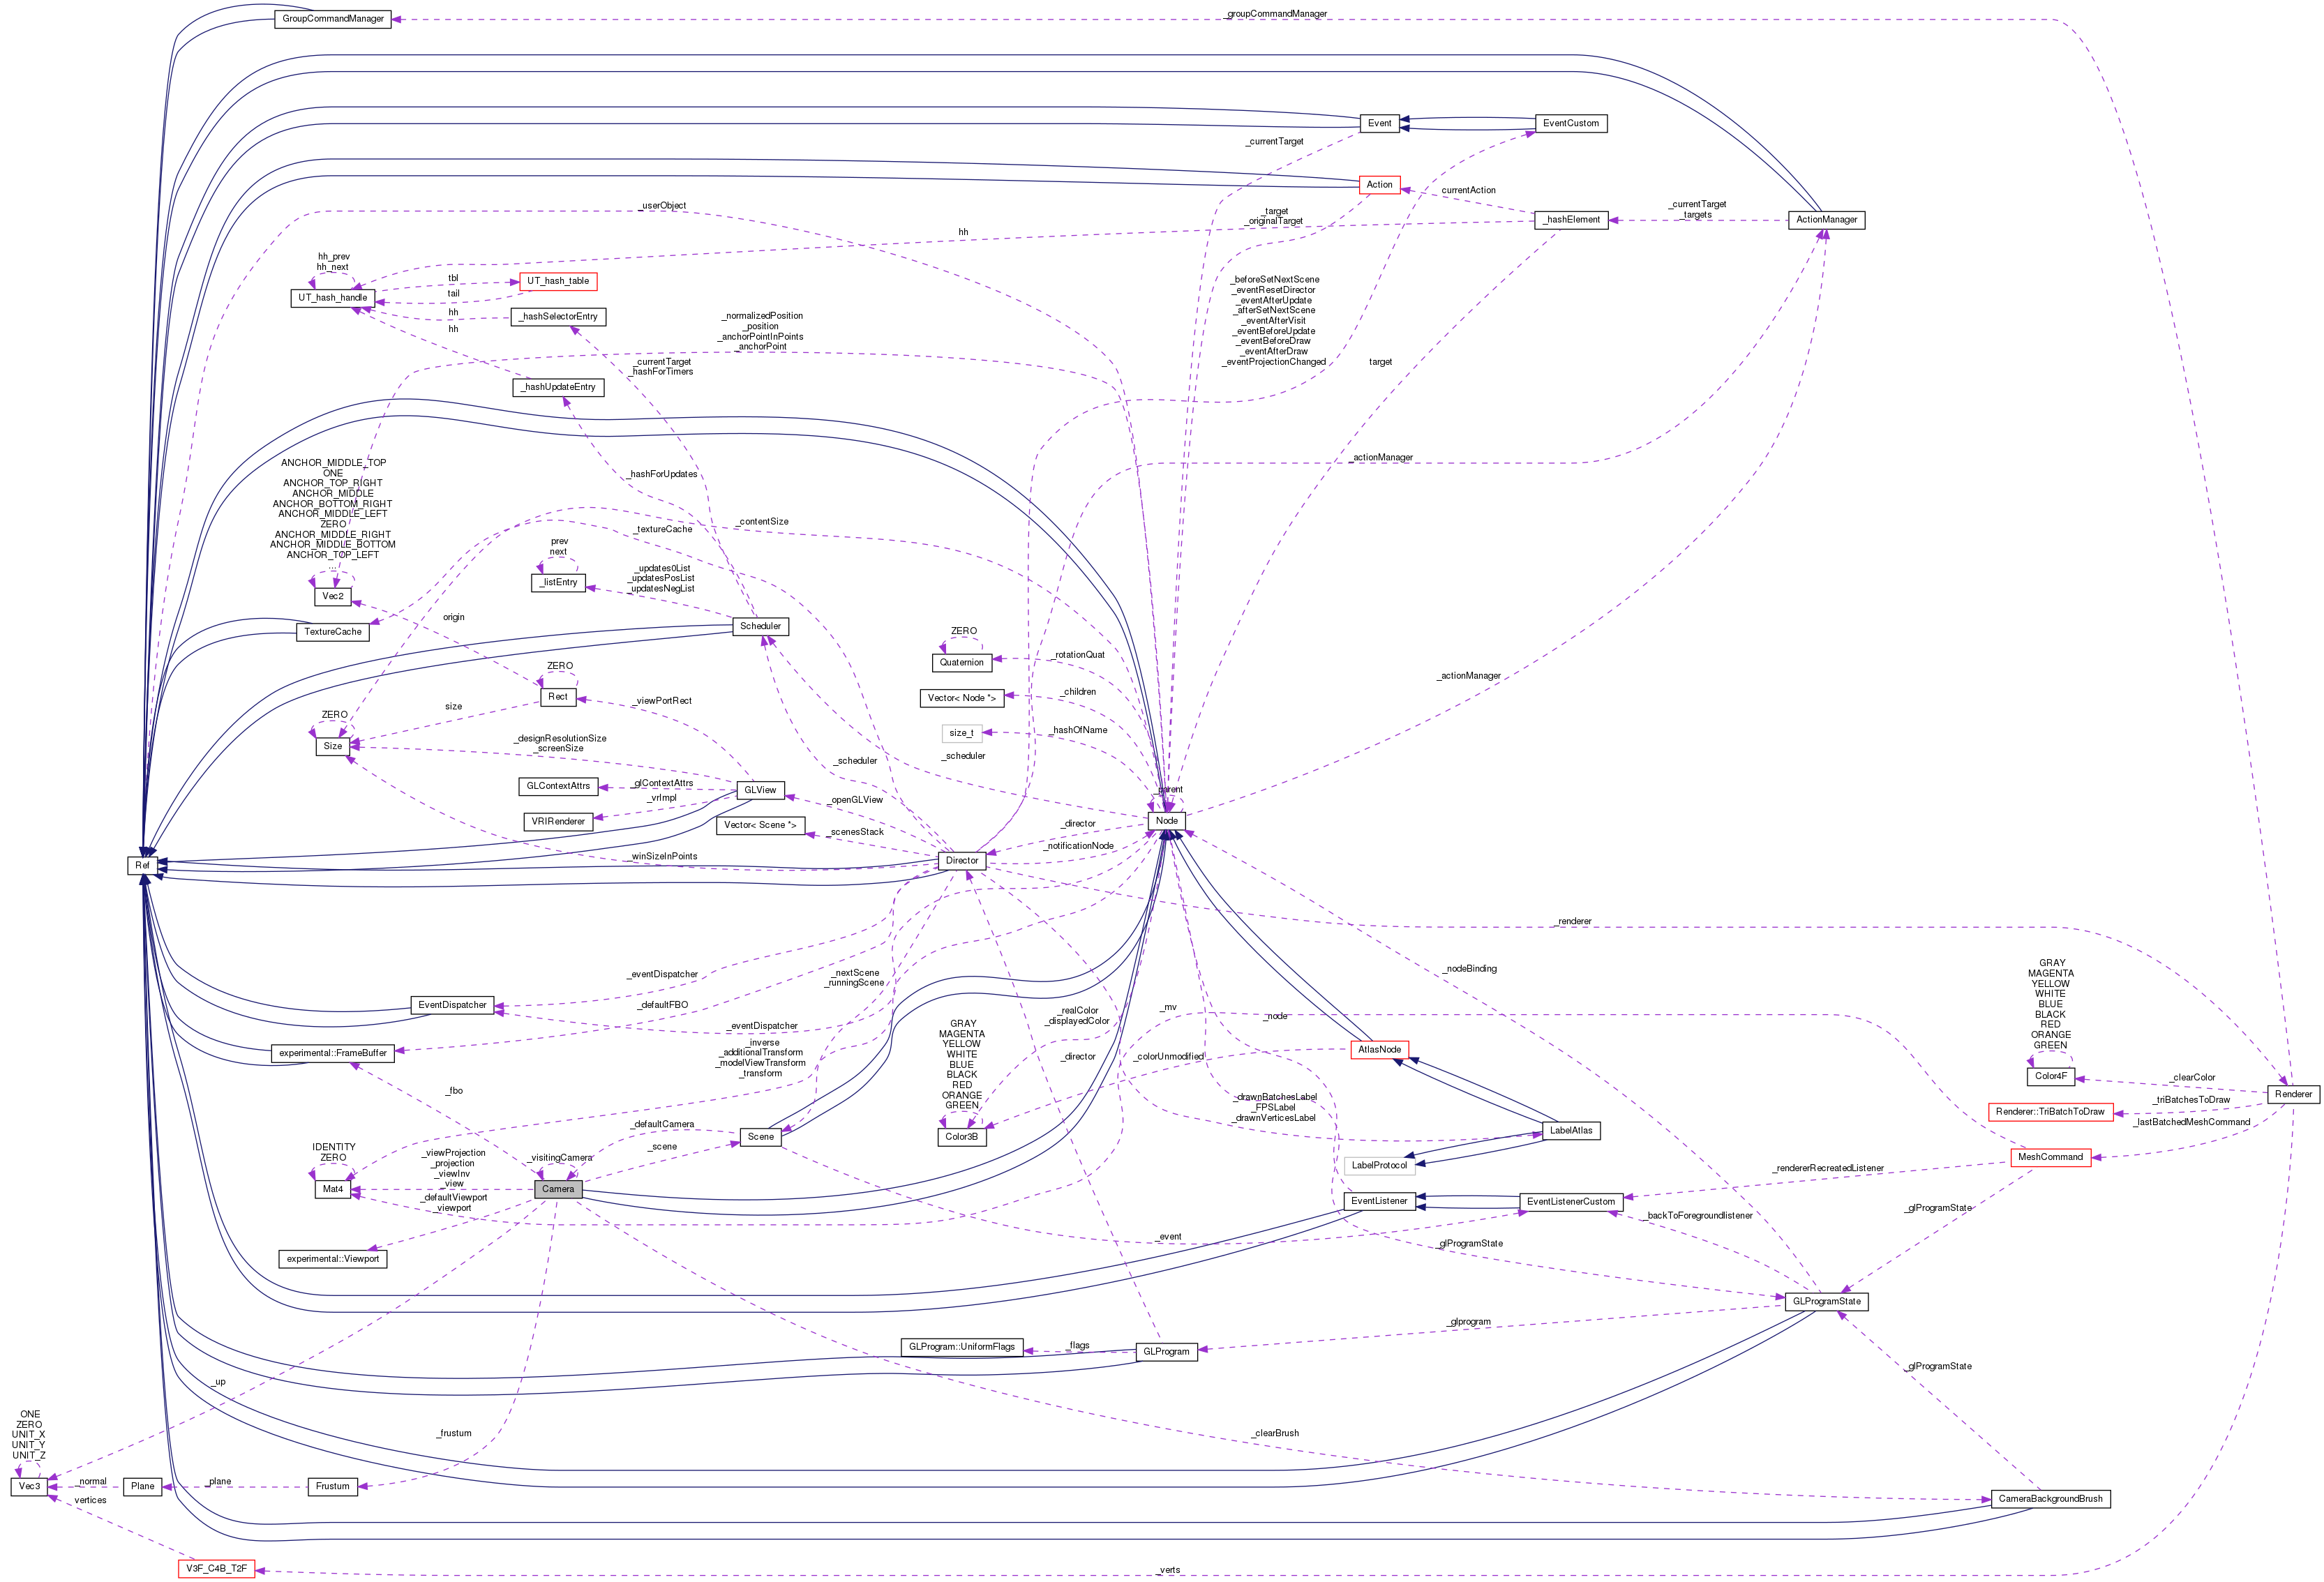 GroupCommandManager
_groupCommandManager
Event
EventCustom
_currentTarget
Action
currentAction
_hashElement
_currentTarget
_targets
ActionManager
_userObject
_target
_originalTarget
hh
hh_prev
hh_next
tbl
UT_hash_table
tail
UT_hash_handle
hh
_hashSelectorEntry
hh
_normalizedPosition
_position
_anchorPointInPoints
_anchorPoint
_beforeSetNextScene
_eventResetDirector
_eventAfterUpdate
_afterSetNextScene
_eventAfterVisit
_eventBeforeUpdate
_eventBeforeDraw
_eventAfterDraw
_eventProjectionChanged
target
_currentTarget
_hashForTimers
_hashUpdateEntry
_actionManager
ANCHOR_MIDDLE_TOP
ONE
ANCHOR_TOP_RIGHT
ANCHOR_MIDDLE
ANCHOR_BOTTOM_RIGHT
ANCHOR_MIDDLE_LEFT
ZERO
ANCHOR_MIDDLE_RIGHT
ANCHOR_MIDDLE_BOTTOM
ANCHOR_TOP_LEFT
...
_hashForUpdates
_textureCache
_contentSize
prev
next
_listEntry
_updates0List
_updatesPosList
_updatesNegList
Vec2
origin
TextureCache
Scheduler
ZERO
Quaternion
_rotationQuat
ZERO
Rect
_viewPortRect
Vector< Node *>
_children
_actionManager
size
ZERO
Size
_designResolutionSize
_screenSize
size_t
_hashOfName
_scheduler
_scheduler
GLContextAttrs
_glContextAttrs
GLView
_vrImpl
VRIRenderer
_openGLView
_parent
Node
Vector< Scene *>
_scenesStack
_director
_notificationNode
Ref
_winSizeInPoints
Director
_renderer
_eventDispatcher
_nextScene
_runningScene
_nodeBinding
EventDispatcher
_defaultFBO
_eventDispatcher
_realColor
_displayedColor
_mv
_node
GRAY
MAGENTA
YELLOW
WHITE
BLUE
BLACK
RED
ORANGE
GREEN
Color4F
_clearColor
Renderer
experimental::FrameBuffer
_inverse
_additionalTransform
_modelViewTransform
_transform
GRAY
MAGENTA
YELLOW
WHITE
BLUE
BLACK
RED
ORANGE
GREEN
Color3B
_director
_colorUnmodified
AtlasNode
_fbo
_drawnBatchesLabel
_FPSLabel
_drawnVerticesLabel
Renderer::TriBatchToDraw
_triBatchesToDraw
_lastBatchedMeshCommand
_defaultCamera
Scene
_scene
LabelAtlas
LabelProtocol
MeshCommand
_rendererRecreatedListener
IDENTITY
ZERO
Mat4
_viewProjection
_projection
_viewInv
_view
_visitingCamera
Camera
_defaultViewport
_viewport
EventListener
EventListenerCustom
_backToForegroundlistener
_glProgramState
experimental::Viewport
_event
_glProgramState
GLProgramState
_glprogram
GLProgram::UniformFlags
_flags
GLProgram
_glProgramState
_up
_frustum
_clearBrush
ONE
ZERO
UNIT_X
UNIT_Y
UNIT_Z
Vec3
_normal
Plane
_plane
Frustum
vertices
CameraBackgroundBrush
V3F_C4B_T2F
_verts